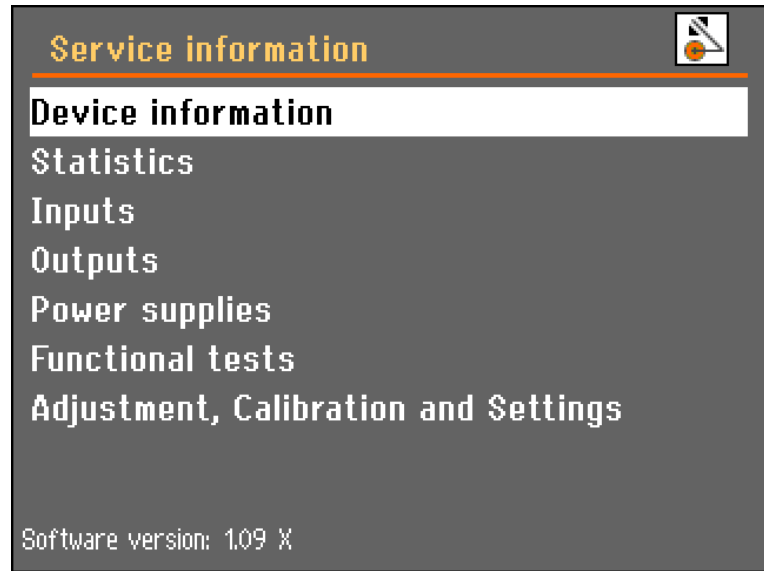 Service information
Device information
Statistics
Inputs
Outputs
Power supplies
Functional tests
Adjustment, Calibration and Settings
Software version: 1.09 X